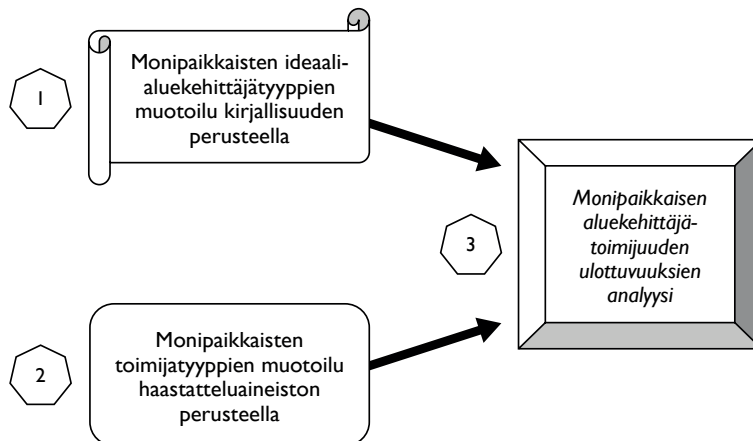 1
Monipaikkaisten ideaali-
aluekehittäjätyyppien
muotoilu kirjallisuuden
perusteella
2
Monipaikkaisten
toimijatyyppien muotoilu
haastatteluaineiston
perusteella
3
Monipaikkaisen
aluekehittäjä-
toimijuuden
ulottuvuuksien
analyysi